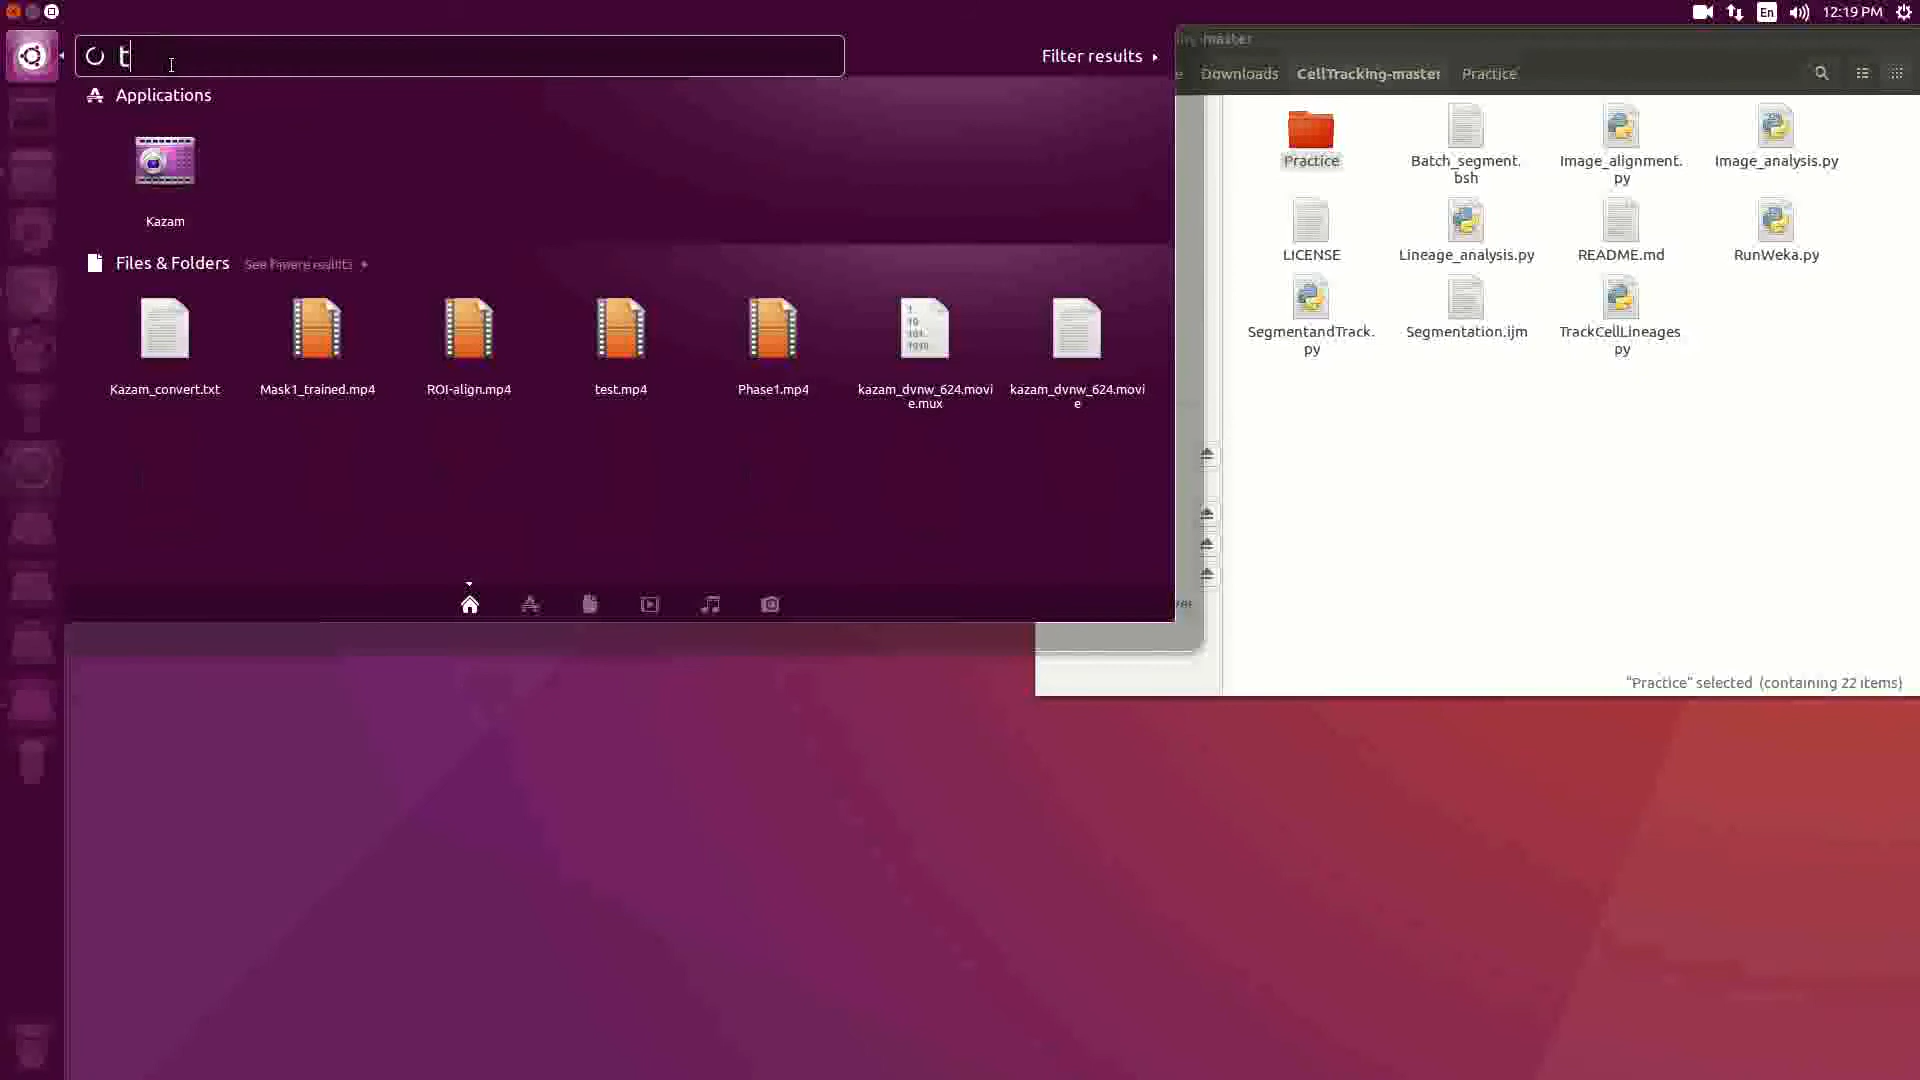 En
12:19 PM
t
Filter results
master
Downloads
CellTracking-master
Practice
Applications
Kazam
Files & Folders
Kazam_convert.txt
Mask1_trained.mp4
ROI-align.mp4
test.mp4
Phase1.mp4
kazam_dvnw_624.movi
e.mux
kazam_dvnw_624.movi
e
Practice
Batch_segment.
bsh
Image_alignment.
py
Image_analysis.py
LICENSE
Lineage_analysis.py
README.md
RunWeka.py
SegmentandTrack.
py
Segmentation.ijm
TrackCellLineages
py
"Practice" selected (containing 22 items)